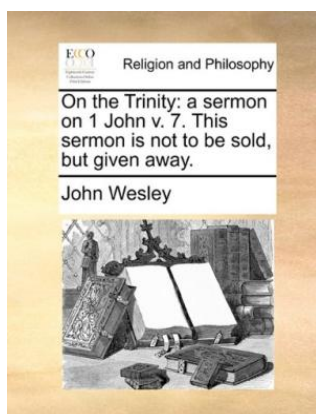 ECCO
Religion and Philosophy
On the Trinity: a sermon
on 1 John v. 7. This
sermon is not to be sold,
but given away.
John Wesley